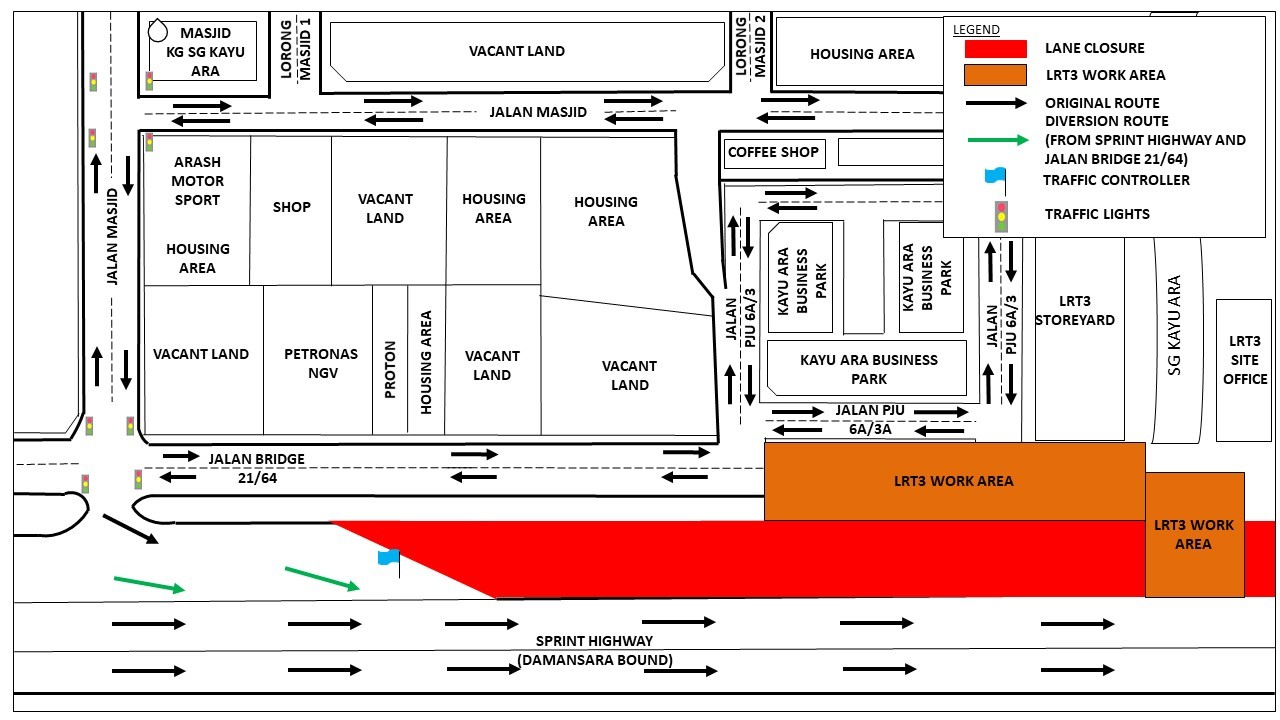 MASJID
KG SG KAYU
ARA
LORONG
MASJID 1
VACANT LAND
LORONG
MASJID 2
HOUSING AREA
LEGEND
LANE CLOSURE
LRT3 WORK AREA
ORIGINAL ROUTE
DIVERSION ROUTE
(FROM SPRINT HIGHWAY AND
JALAN BRIDGE 21/64)
TRAFFIC CONTROLLER
TRAFFIC LIGHTS
JALAN MASJID
JALAN MASJID
ARASH
MOTOR
SPORT
HOUSING
AREA
SHOP
VACANT
LAND
HOUSING
AREA
HOUSING
AREA
COFFEE SHOP
VACANT LAND
PETRONAS
NGV
PROTON
HOUSING AREA
VACANT
LAND
VACANT
LAND
JALAN
PJU 6A/3
KAYU ARA
BUSINESS
PARK
KAYU ARA
BUSINESS
PARK
KAYU ARA BUSINESS
PARK
JALAN
PJU 6A/3
LRT3
STOREYARD
SG KAYU ARA
LRT3
SITE
OFFICE
JALAN PJU
6A/3A
JALAN BRIDGE
21/64
LRT3 WORK AREA
LRT3 WORK
AREA
SPRINT HIGHWAY
(DAMANSARA BOUND)